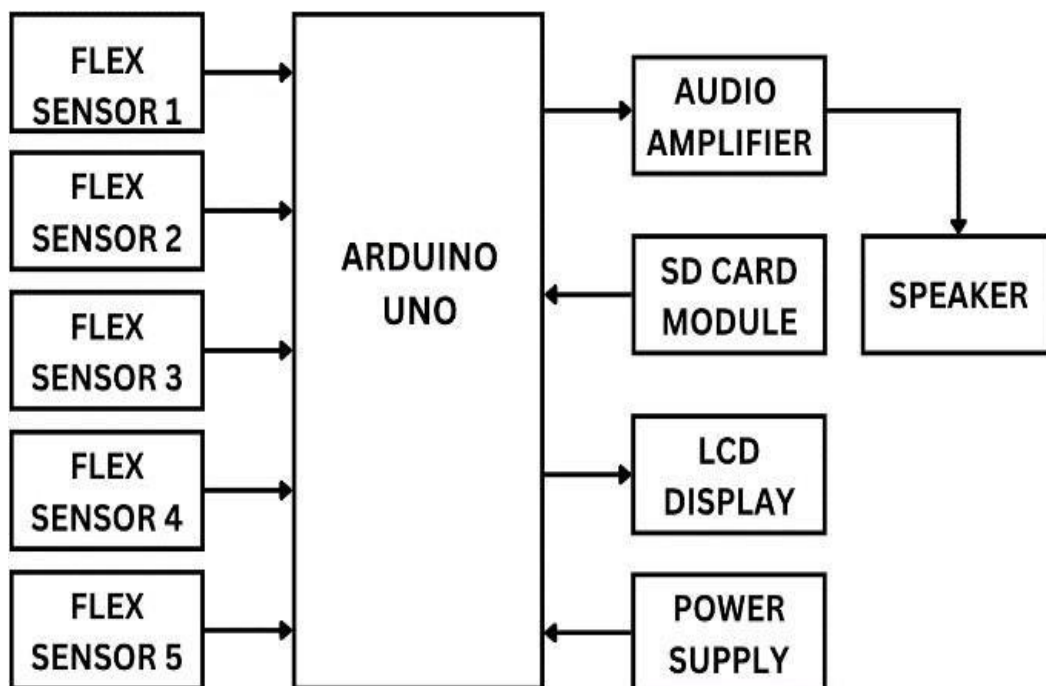 FLEX
SENSOR 1
FLEX
SENSOR 2
FLEX
SENSOR 3
FLEX
SENSOR 4
FLEX
SENSOR 5
ARDUINO
UNO
AUDIO
AMPLIFIER
SD CARD
MODULE
LCD
DISPLAY
POWER
SUPPLY
SPEAKER